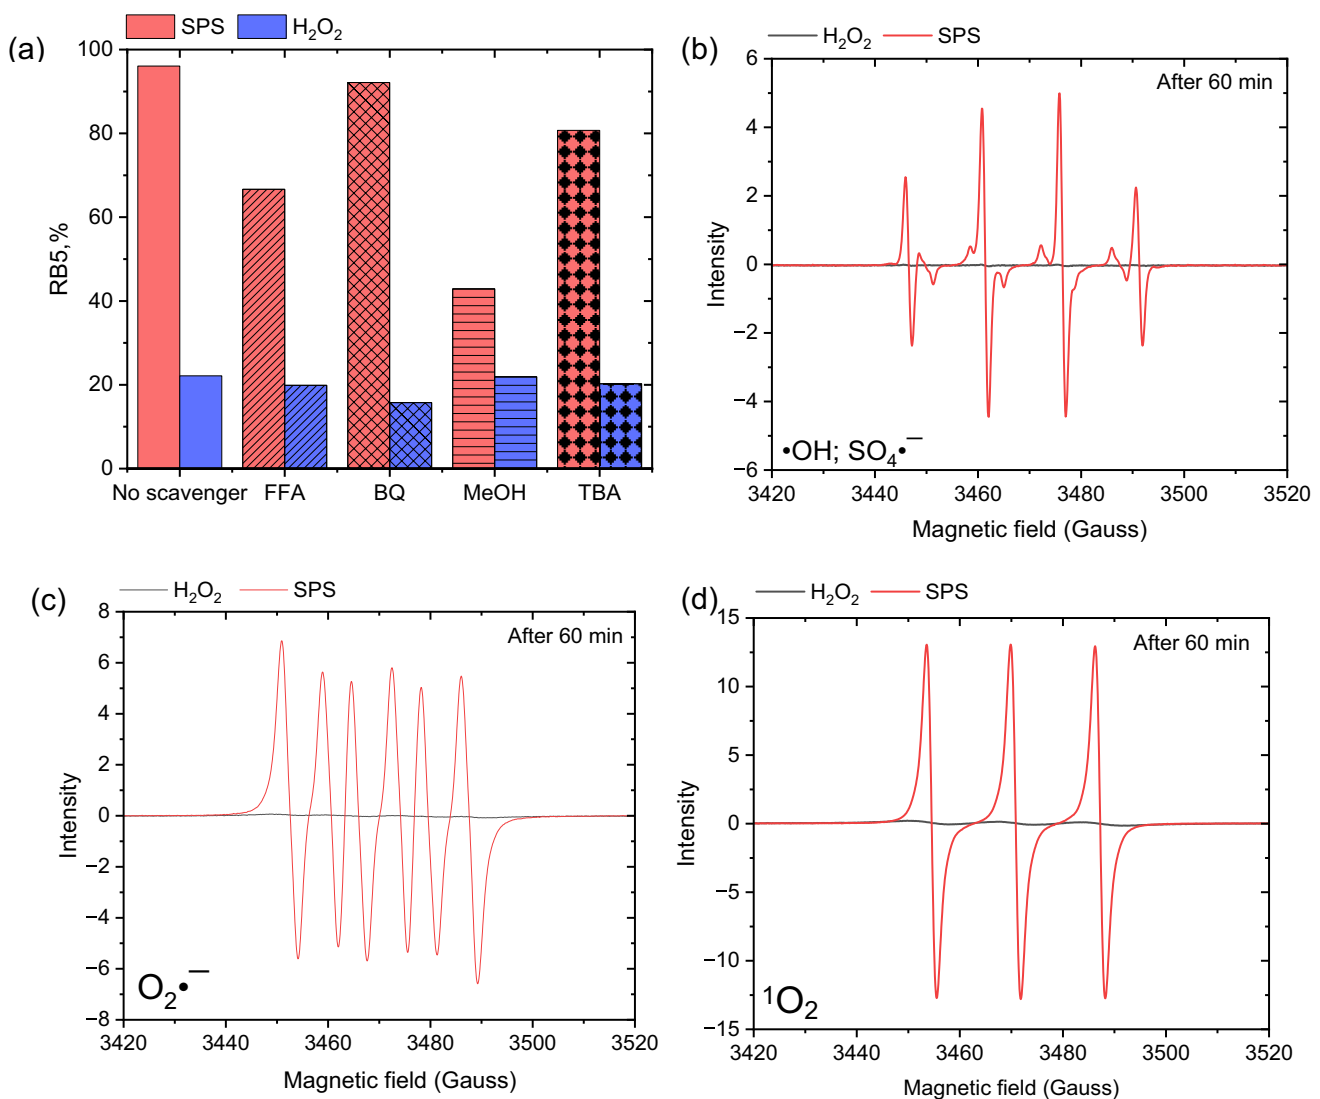 (a)
SPS H₂O₂
100
80
60
40
20
0
RB5,%
No scavenger FFA BQ MeOH TBA
(b)
H₂O₂ SPS
After 60 min
6
4
2
0
−2
−4
−6
Intensity
•OH; SO₄•⁻
3420 3440 3460 3480 3500 3520
Magnetic field (Gauss)
(c)
H₂O₂ SPS
After 60 min
8
6
4
2
0
−2
−4
−6
−8
Intensity
O₂•⁻
3420 3440 3460 3480 3500 3520
Magnetic field (Gauss)
(d)
H₂O₂ SPS
After 60 min
15
10
5
0
−5
−10
−15
Intensity
¹O₂
3420 3440 3460 3480 3500 3520
Magnetic field (Gauss)